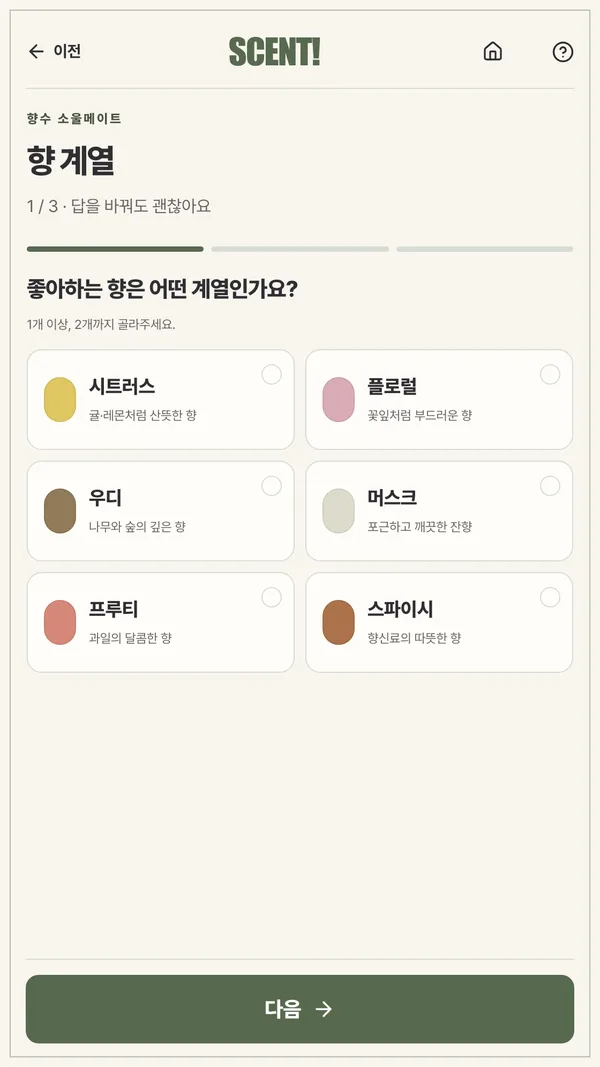 이전
SCENT!
향수 소울메이트
향 계열
1 / 3 · 답을 바꿔도 괜찮아요
좋아하는 향은 어떤 계열인가요?
1개 이상, 2개까지 골라주세요.
시트러스
귤·레몬처럼 산뜻한 향
플로럴
꽃잎처럼 부드러운 향
우디
나무와 숲의 깊은 향
머스크
포근하고 깨끗한 잔향
프루티
과일의 달콤한 향
스파이시
향신료의 따뜻한 향
다음